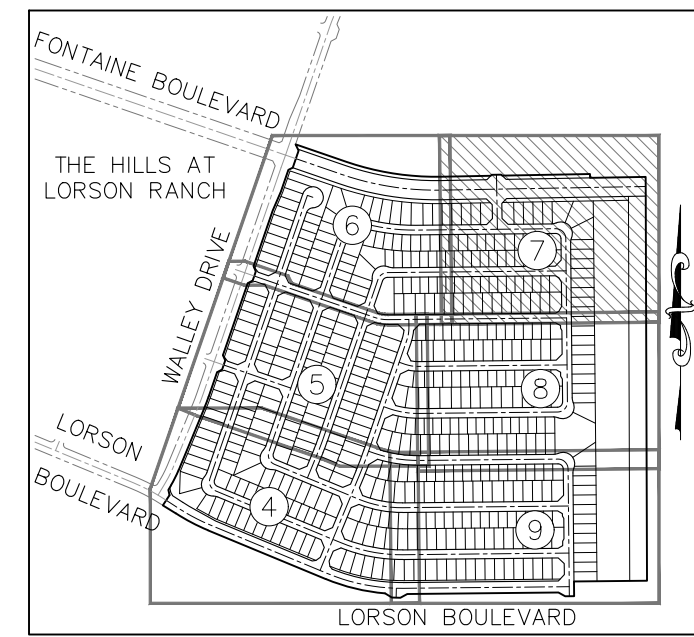 FONTAINE BOULEVARD
THE HILLS AT
LORSON RANCH
WALLEY DRIVE
LORSON
BOULEVARD
6
7
5
8
4
9
LORSON BOULEVARD